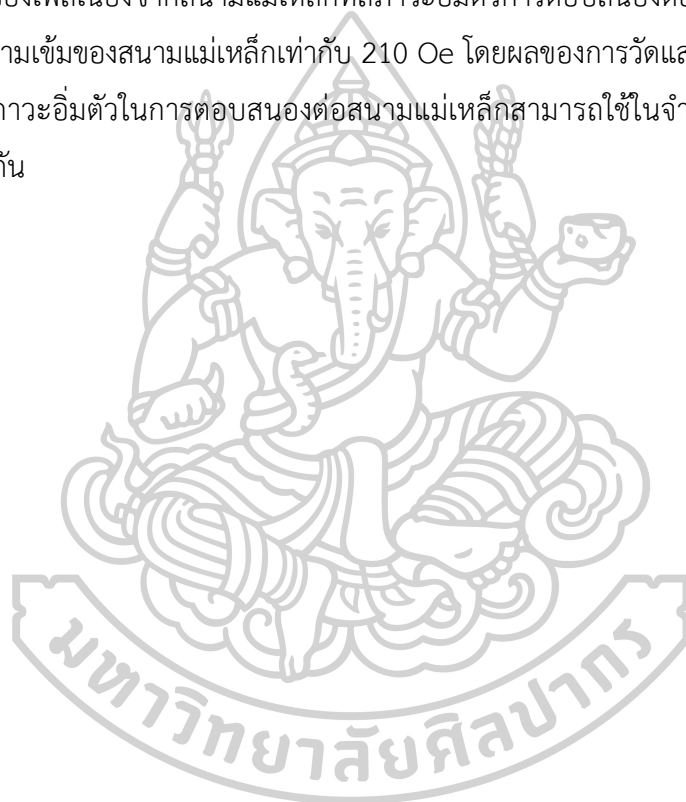 ความเข้มของสนามแม่เหล็กเท่ากับ 210 Oe โดยผลของการวัด
ภาวะอิ่มตัวในการตอบสนองต่อสนามแม่เหล็กสามารถใช้ในจำ
กัน
มหาวิทยาลัยศิลปากร